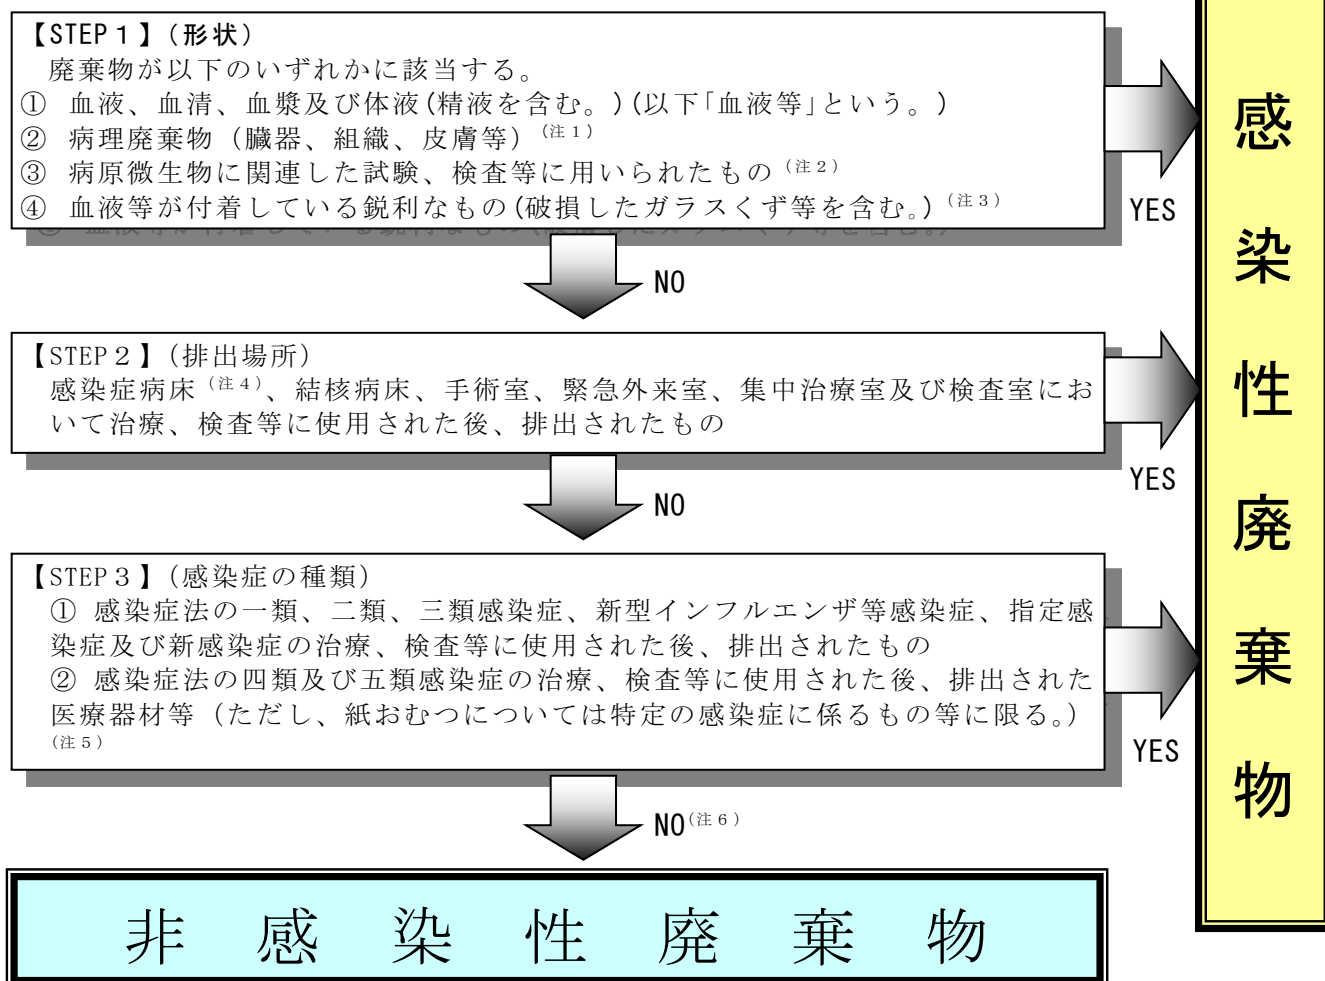 【STEP１】（形状）
廃棄物が以下のいずれかに該当する。
① 血液、血清、血漿及び体液(精液を含む。)(以下｢血液等｣という。)
② 病理廃棄物（臓器、組織、皮膚等）(注１)
③ 病原微生物に関連した試験、検査等に用いられたもの(注２)
④ 血液等が付着している鋭利なもの(破損したガラスくず等を含む｡)(注３)
YES
NO
【STEP２】（排出場所）
感染症病床(注４)、結核病床、手術室、緊急外来室、集中治療室及び検査室にお
いて治療、検査等に使用された後、排出されたもの
YES
NO
【STEP３】（感染症の種類）
① 感染症法の一類、二類、三類感染症、新型インフルエンザ等感染症、指定感
染症及び新感染症の治療、検査等に使用された後、排出されたもの
② 感染症法の四類及び五類感染症の治療、検査等に使用された後、排出された
医療器材等（ただし、紙おむつについては特定の感染症に係るもの等に限る｡）
(注５)
YES
NO(注６)
非感染性廃棄物
感染性廃棄物